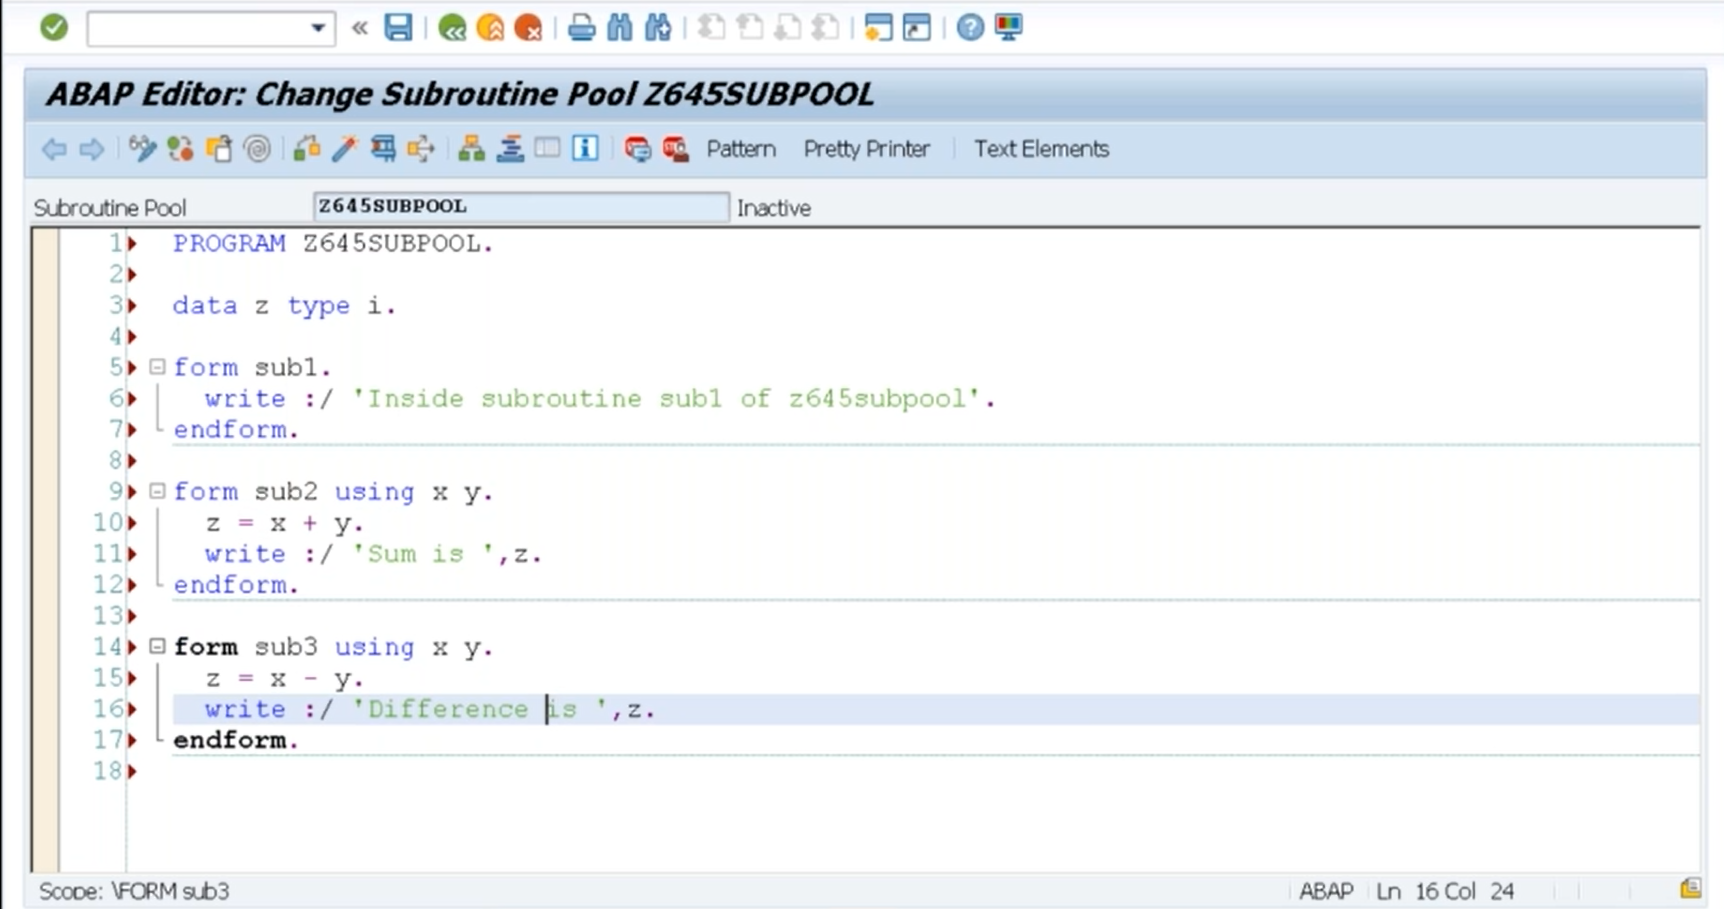 ABAP Editor: Change Subroutine Pool Z645SUBPOOL
Pattern Pretty Printer Text Elements
Subroutine Pool Z645SUBPOOL Inactive
1 PROGRAM Z645SUBPOOL.
2
3 data z type i.
4
5 form sub1.
6 write :/ 'Inside subroutine sub1 of z645subpool'.
7 endform.
8
9 form sub2 using x y.
10 z = x + y.
11 write :/ 'Sum is ',z.
12 endform.
13
14 form sub3 using x y.
15 z = x - y.
16 write :/ 'Difference is ',z.
17 endform.
18
Scope: \FORM sub3 ABAP Ln 16 Col 24